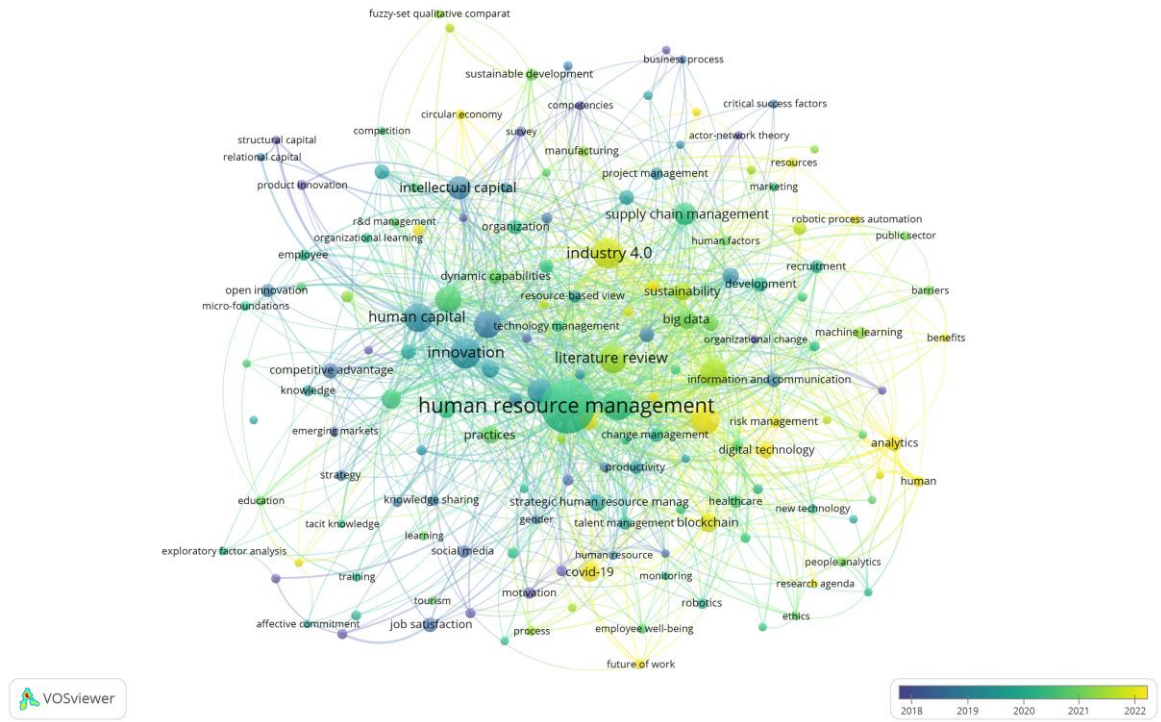 fuzzy-set qualitative comparat
business process
sustainable development
competencies
critical success factors
circular economy
competition
survey
actor-network theory
structural capital
manufacturing
relational capital
resources
project management
product innovation
intellectual capital
marketing
supply chain management
r&d management
robotic process automation
organization
public sector
organizational learning
human factors
employee
industry 4.0
recruitment
dynamic capabilities
development
open innovation
sustainability
barriers
resource-based view
micro-foundations
human capital
big data
technology management
machine learning
benefits
organizational change
innovation
literature review
competitive advantage
information and communication
knowledge
human resource management
risk management
emerging markets
practices
change management
analytics
digital technology
productivity
strategy
human
education
knowledge sharing
strategic human resource manag
healthcare
new technology
gender
talent management
blockchain
tacit knowledge
learning
exploratory factor analysis
social media
human resource
people analytics
covid-19
training
monitoring
research agenda
motivation
tourism
robotics
ethics
affective commitment
job satisfaction
process
employee well-being
future of work
VOSviewer
2018 2019 2020 2021 2022